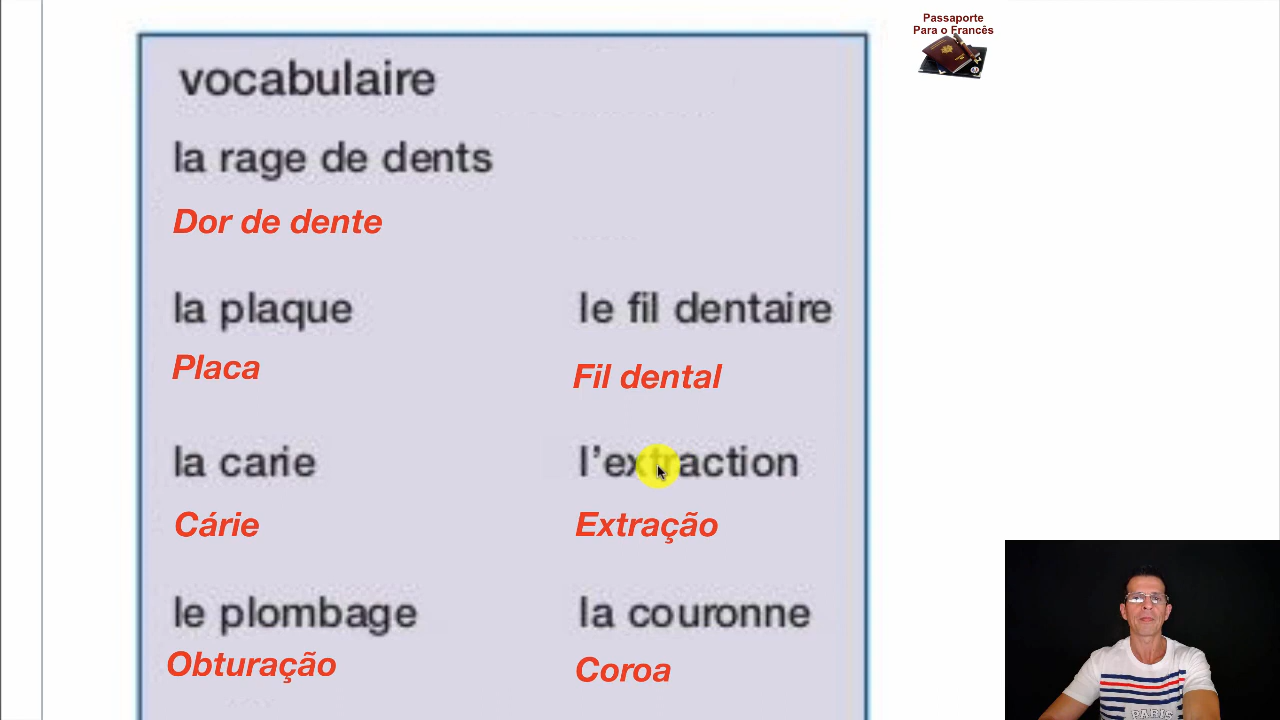 Passaporte
Para o Francês
vocabulaire
la rage de dents
Dor de dente
la plaque
le fil dentaire
Placa
Fil dental
la carie
l'extraction
Cárie
Extração
le plombage
la couronne
Obturação
Coroa
PARIS